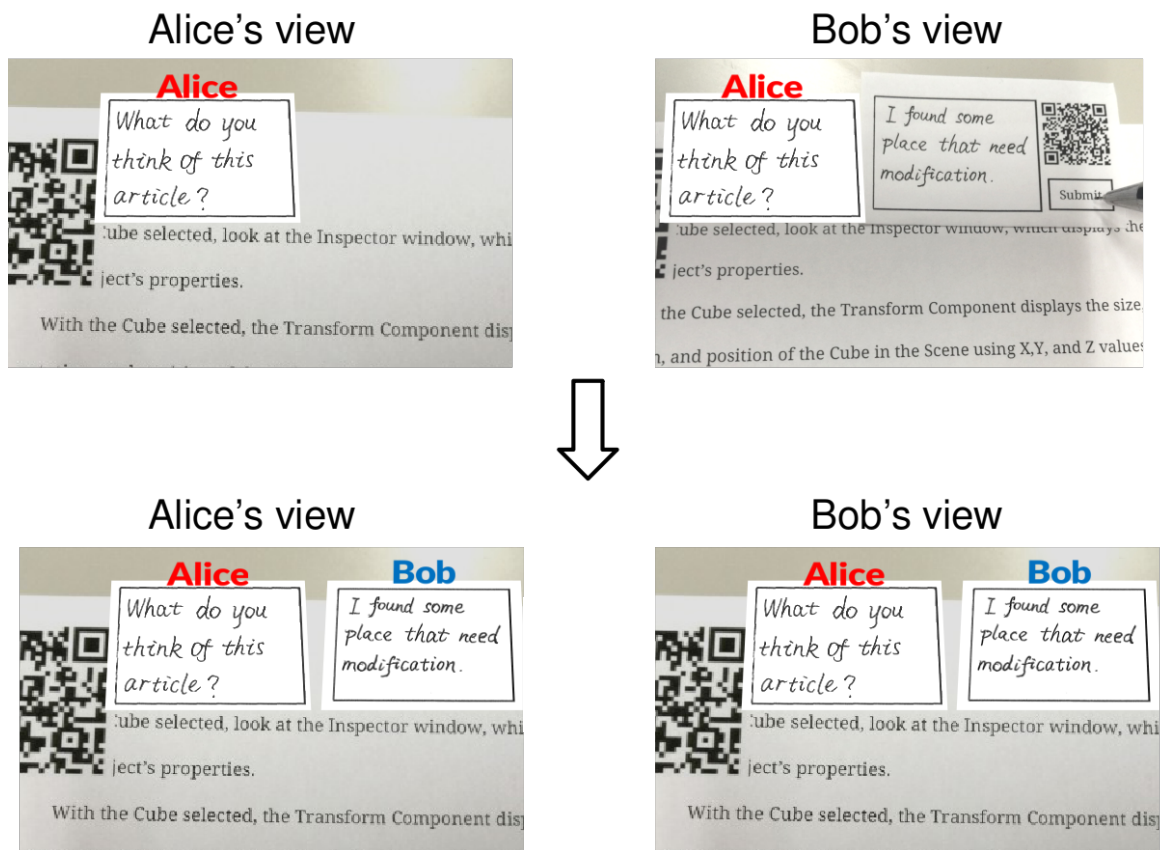 Alice's view
Alice
What do you
think of this
article?
:ube selected, look at the Inspector window, whi
ject's properties.
With the Cube selected, the Transform Component disp
Bob's view
Alice
What do you
think of this
article?
I found some
place that need
modification.
Submit
:ube selected, look at the Inspector window, which displays the
ject's properties.
the Cube selected, the Transform Component displays the size,
n, and position of the Cube in the Scene using X,Y, and Z values
Alice's view
Alice
What do you
think of this
article?
Bob
I found some
place that need
modification.
:ube selected, look at the Inspector window, whi
ject's properties.
With the Cube selected, the Transform Component disp
Bob's view
Alice
What do you
think of this
article?
Bob
I found some
place that need
modification.
:ube selected, look at the Inspector window, whi
ject's properties.
With the Cube selected, the Transform Component disp